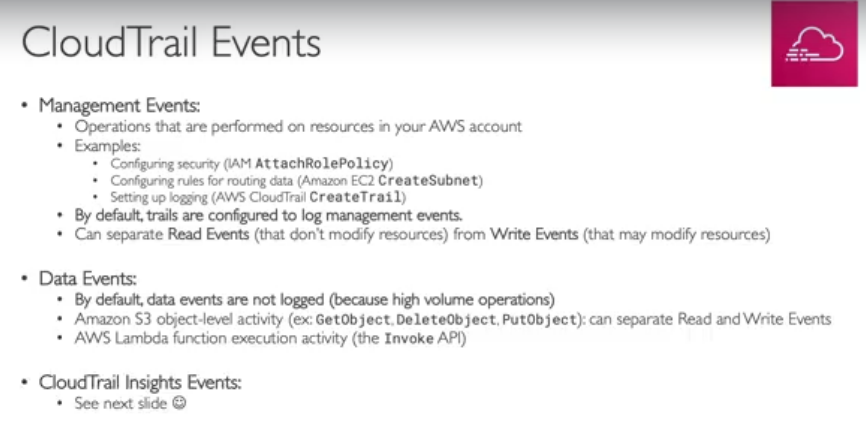 CloudTrail Events
• Management Events:
• Operations that are performed on resources in your AWS account
• Examples:
• Configuring security (IAM AttachRolePolicy)
• Configuring rules for routing data (Amazon EC2 CreateSubnet)
• Setting up logging (AWS CloudTrail CreateTrail)
• By default, trails are configured to log management events.
• Can separate Read Events (that don't modify resources) from Write Events (that may modify resources)
• Data Events:
• By default, data events are not logged (because high volume operations)
• Amazon S3 object-level activity (ex: GetObject, DeleteObject, PutObject): can separate Read and Write Events
• AWS Lambda function execution activity (the Invoke API)
• CloudTrail Insights Events:
• See next slide ☺